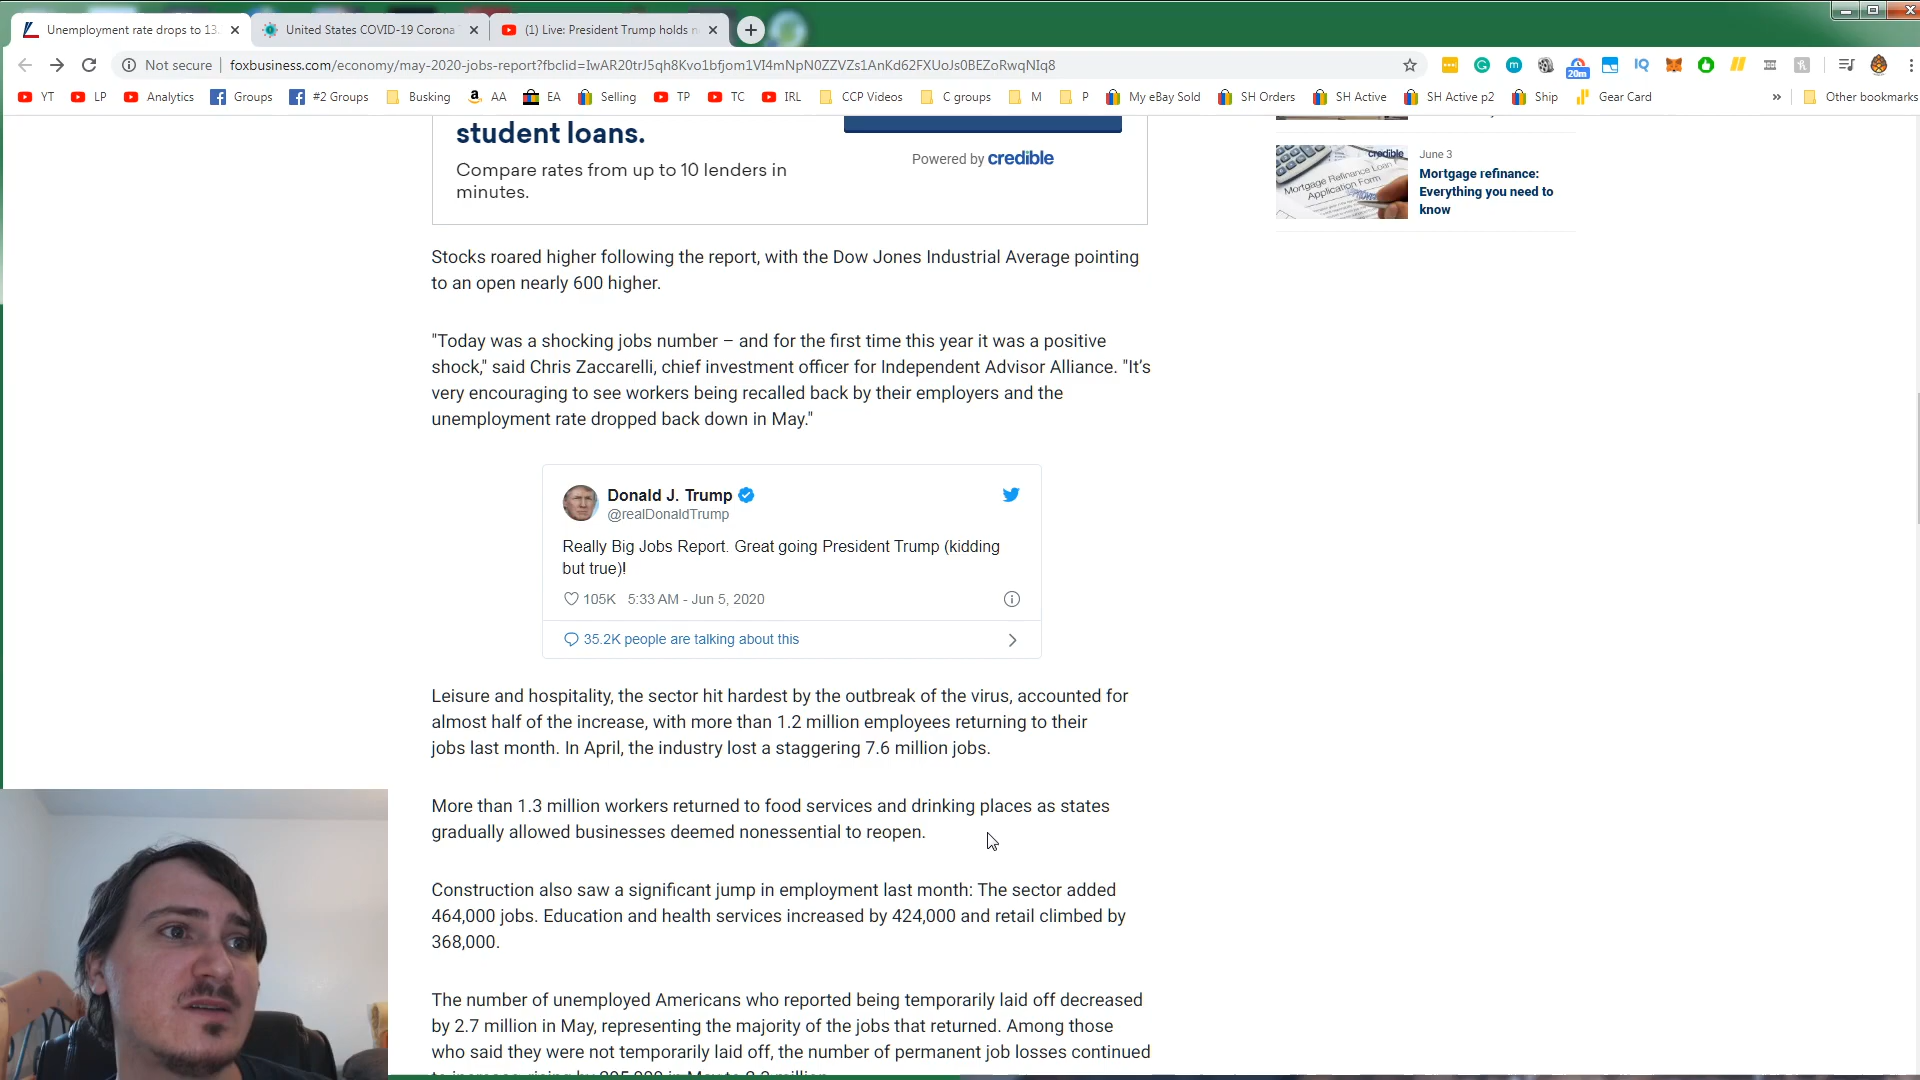 Unemployment rate drops to 13.
United States COVID-19 Corona
(1) Live: President Trump holds n
Not secure
foxbusiness.com/economy/may-2020-jobs-report?fbclid=IwAR20trJ5qh8Kvo1bfjom1VI4mNpN0ZZVZs1AnKd62FXUoJs0BEZoRwqNIq8
20m
IQ
YT
LP
Analytics
Groups
#2 Groups
Busking
AA
EA
Selling
TP
TC
IRL
CCP Videos
C groups
M
P
My eBay Sold
SH Orders
SH Active
SH Active p2
Ship
Gear Card
»
Other bookmarks
student loans.
Compare rates from up to 10 lenders in
minutes.
Powered by credible
credible
Mortgage Refinance Loan
Application Form
June 3
Mortgage refinance:
Everything you need to
know
Stocks roared higher following the report, with the Dow Jones Industrial Average pointing
to an open nearly 600 higher.
"Today was a shocking jobs number – and for the first time this year it was a positive
shock," said Chris Zaccarelli, chief investment officer for Independent Advisor Alliance. "It’s
very encouraging to see workers being recalled back by their employers and the
unemployment rate dropped back down in May."
Donald J. Trump
@realDonaldTrump
Really Big Jobs Report. Great going President Trump (kidding
but true)!
105K 5:33 AM - Jun 5, 2020
35.2K people are talking about this
Leisure and hospitality, the sector hit hardest by the outbreak of the virus, accounted for
almost half of the increase, with more than 1.2 million employees returning to their
jobs last month. In April, the industry lost a staggering 7.6 million jobs.
More than 1.3 million workers returned to food services and drinking places as states
gradually allowed businesses deemed nonessential to reopen.
Construction also saw a significant jump in employment last month: The sector added
464,000 jobs. Education and health services increased by 424,000 and retail climbed by
368,000.
The number of unemployed Americans who reported being temporarily laid off decreased
by 2.7 million in May, representing the majority of the jobs that returned. Among those
who said they were not temporarily laid off, the number of permanent job losses continued